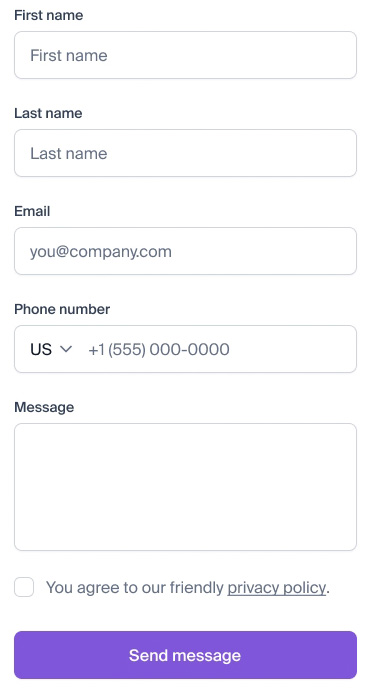 First name
First name
Last name
Last name
Email
you@company.com
Phone number
US +1 (555) 000-0000
Message
You agree to our friendly privacy policy.
Send message